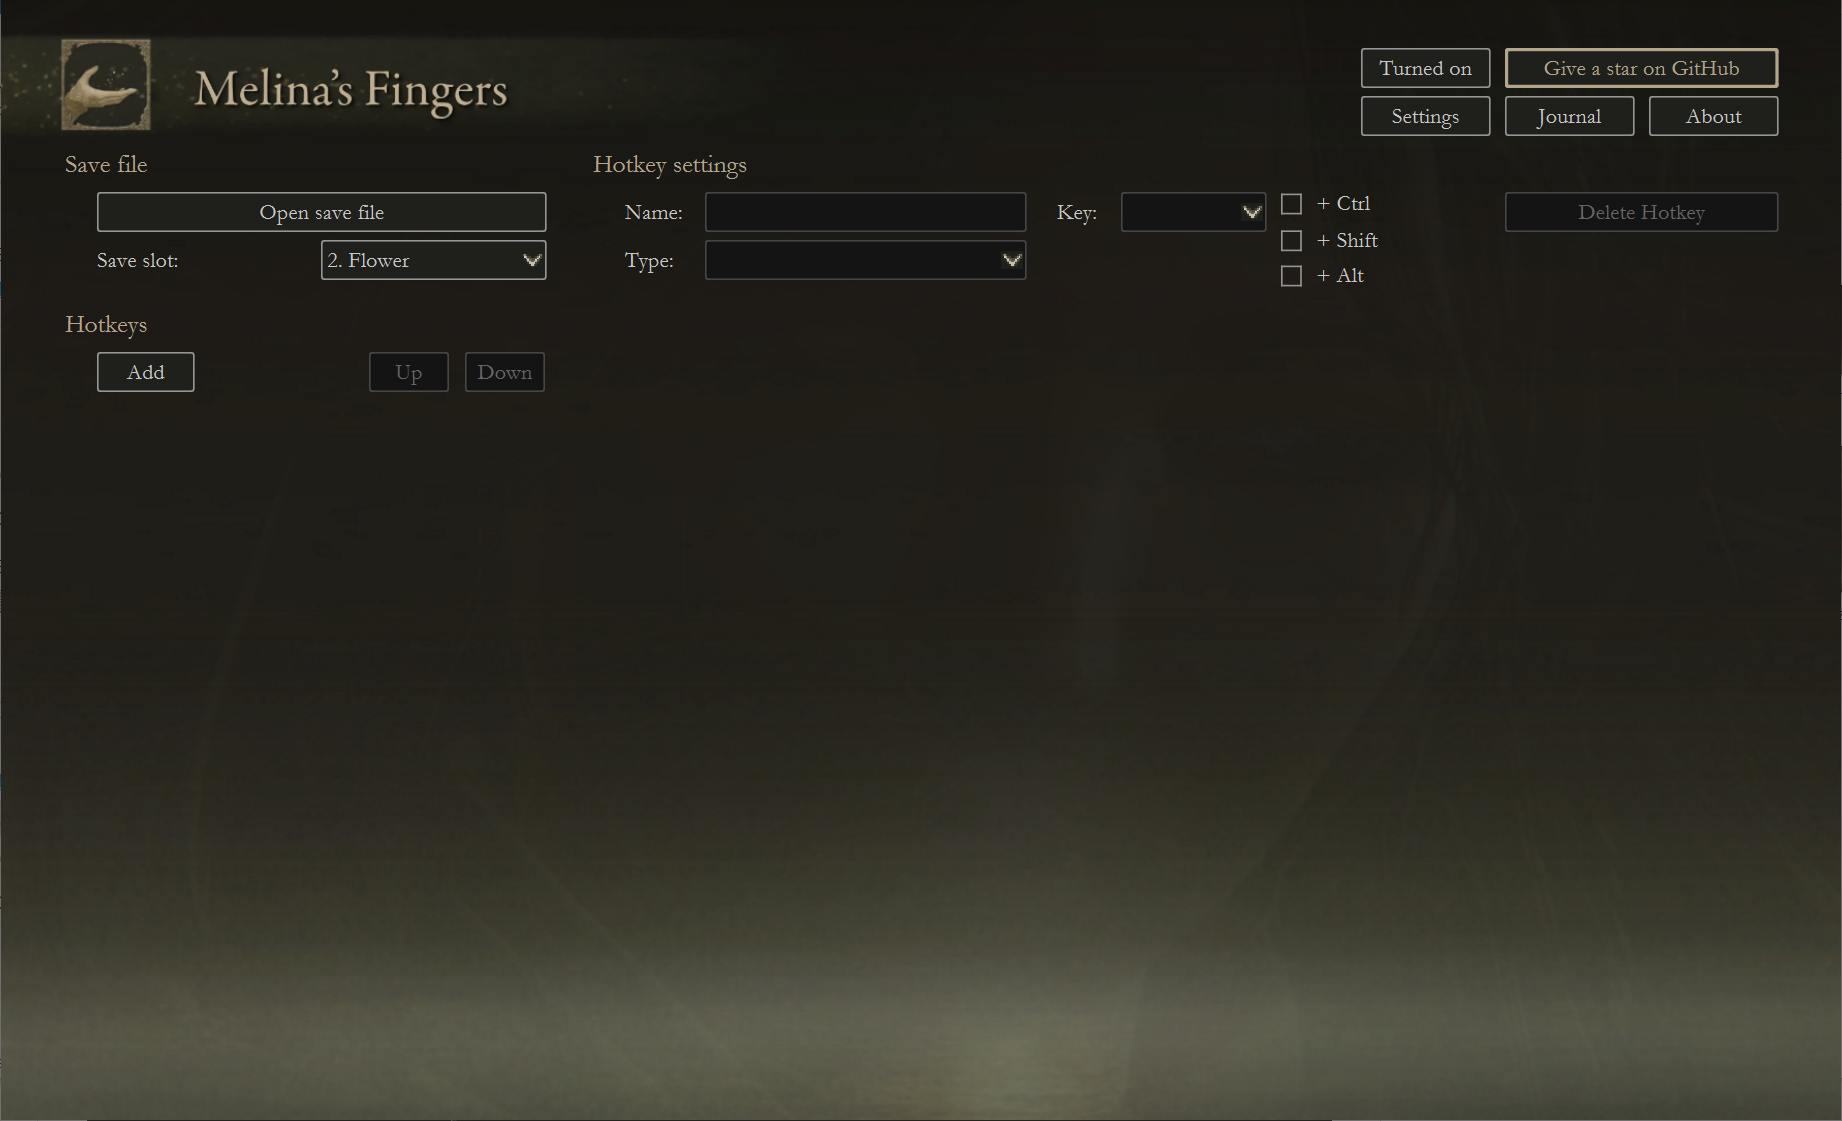 Melina's Fingers
Turned on
Give a star on GitHub
Settings
Journal
About
Save file
Open save file
Save slot:
2. Flower
Hotkey settings
Name:
Key:
+ Ctrl
+ Shift
+ Alt
Delete Hotkey
Type:
Hotkeys
Add
Up
Down